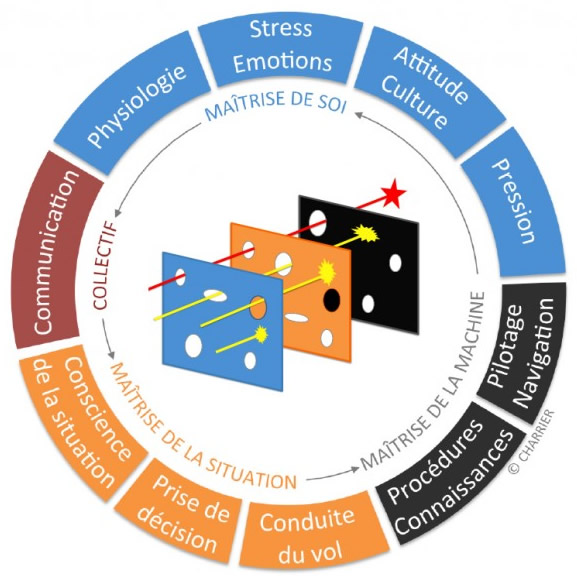 Stress
Emotions
Attitude
Culture
Pression
Pilotage
Navigation
Procédures
Connaissances
Conduite
du vol
Prise de
décision
Conscience
de la situation
Communication
Physiologie
MAÎTRISE DE SOI
COLLECTIF
MAÎTRISE DE LA SITUATION
MAÎTRISE DE LA MACHINE
© CHARRIER